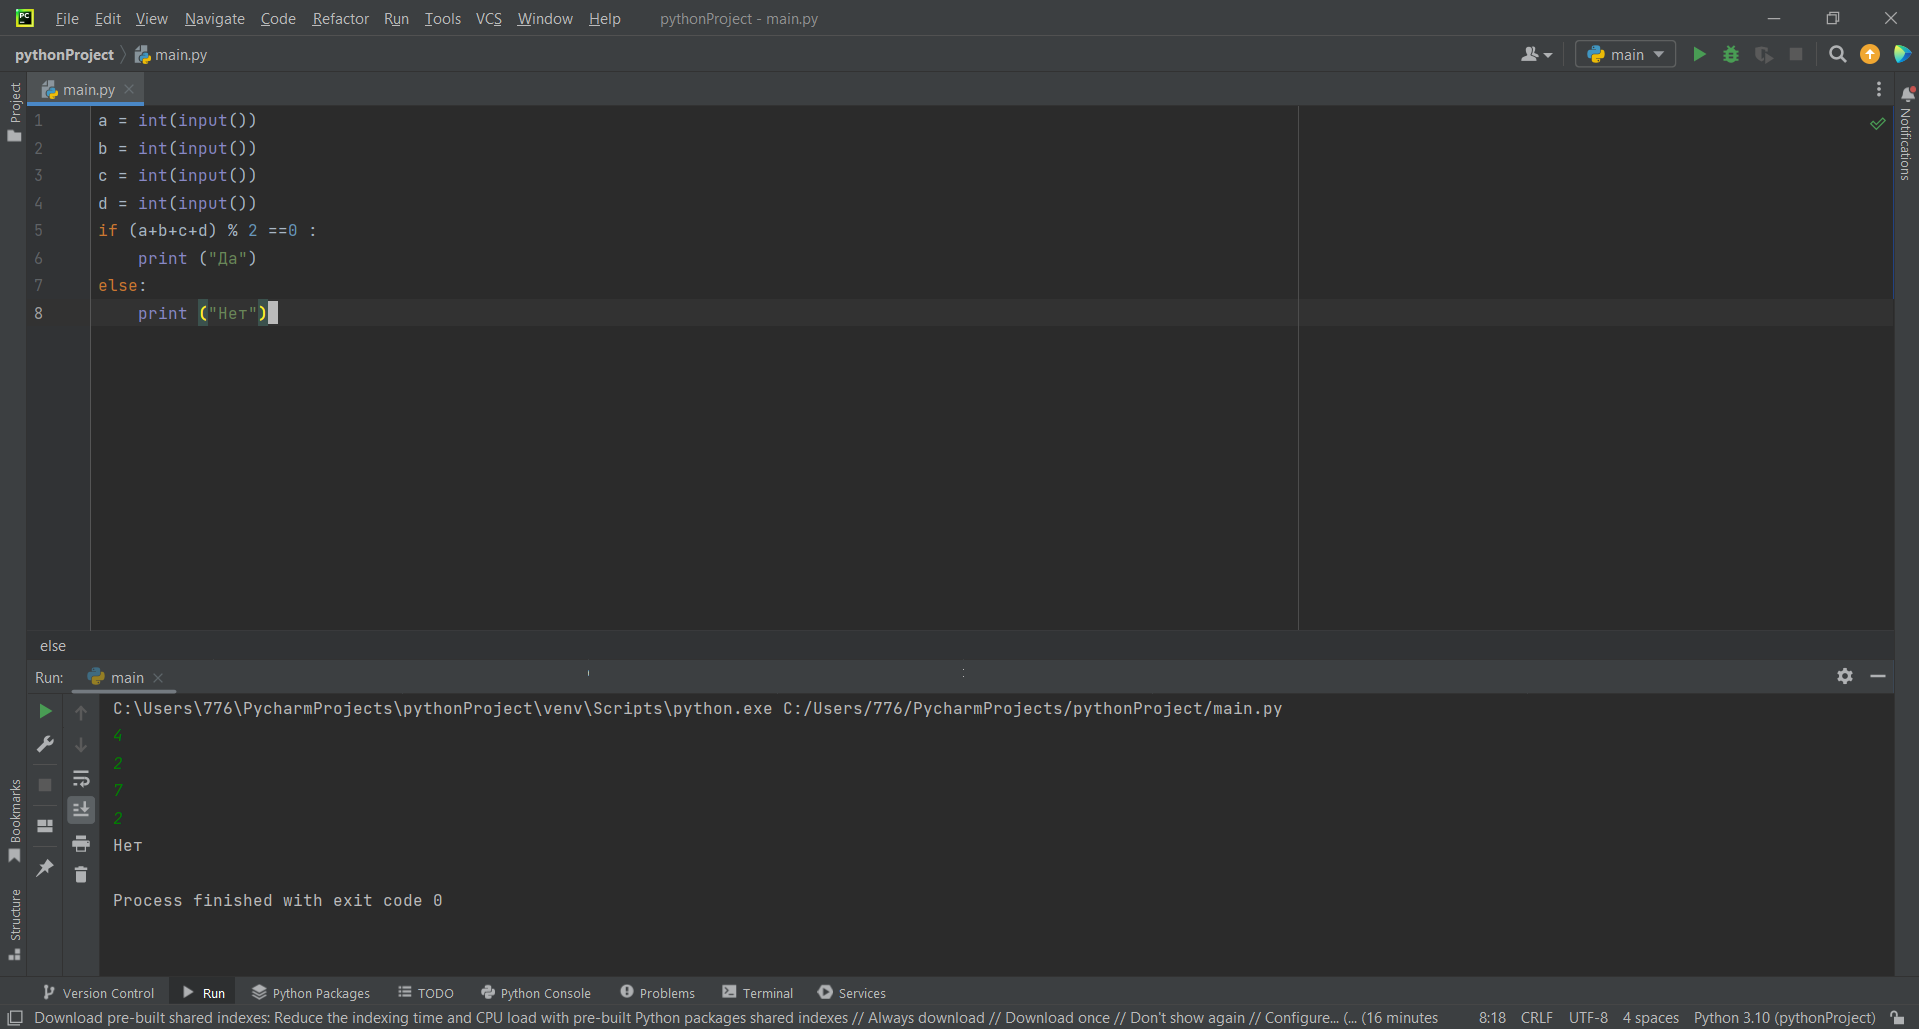 PC File Edit View Navigate Code Refactor Run Tools VCS Window Help pythonProject - main.py
pythonProject main.py main
Project
main.py
Notifications
1 a = int(input())
2 b = int(input())
3 c = int(input())
4 d = int(input())
5 if (a+b+c+d) % 2 ==0 :
6 print ("Да")
7 else:
8 print ("Нет")
else
Run: main
C:\Users\776\PycharmProjects\pythonProject\venv\Scripts\python.exe C:/Users/776/PycharmProjects/pythonProject/main.py
4
2
7
2
Нет
Process finished with exit code 0
Bookmarks
Structure
Version Control Run Python Packages TODO Python Console Problems Terminal Services
Download pre-built shared indexes: Reduce the indexing time and CPU load with pre-built Python packages shared indexes // Always download // Download once // Don't show again // Configure... (... (16 minutes 8:18 CRLF UTF-8 4 spaces Python 3.10 (pythonProject)